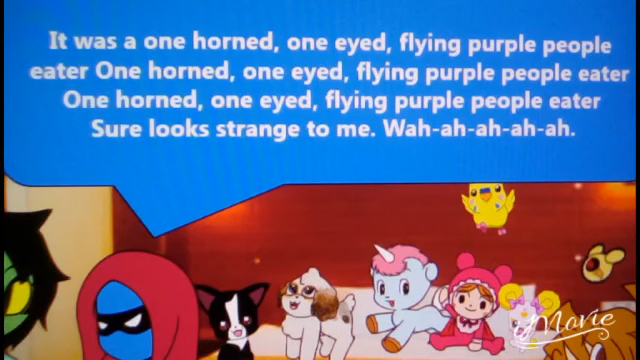 It was a one horned, one eyed, flying purple people
eater One horned, one eyed, flying purple people eater
One horned, one eyed, flying purple people eater
Sure looks strange to me. Wah-ah-ah-ah-ah.
iMovie